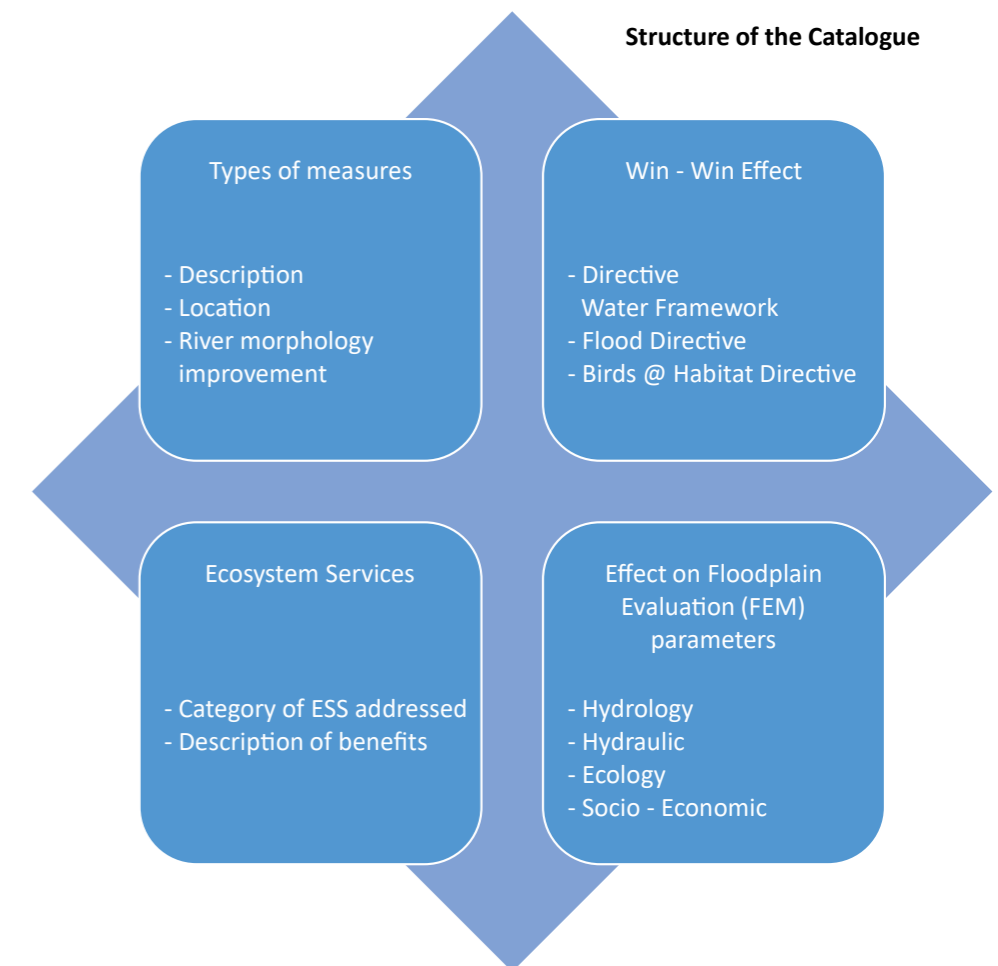 Structure of the Catalogue
Types of measures
- Description
- Location
- River morphology
improvement
Win - Win Effect
- Directive
Water Framework
- Flood Directive
- Birds @ Habitat Directive
Ecosystem Services
- Category of ESS addressed
- Description of benefits
Effect on Floodplain
Evaluation (FEM)
parameters
- Hydrology
- Hydraulic
- Ecology
- Socio - Economic